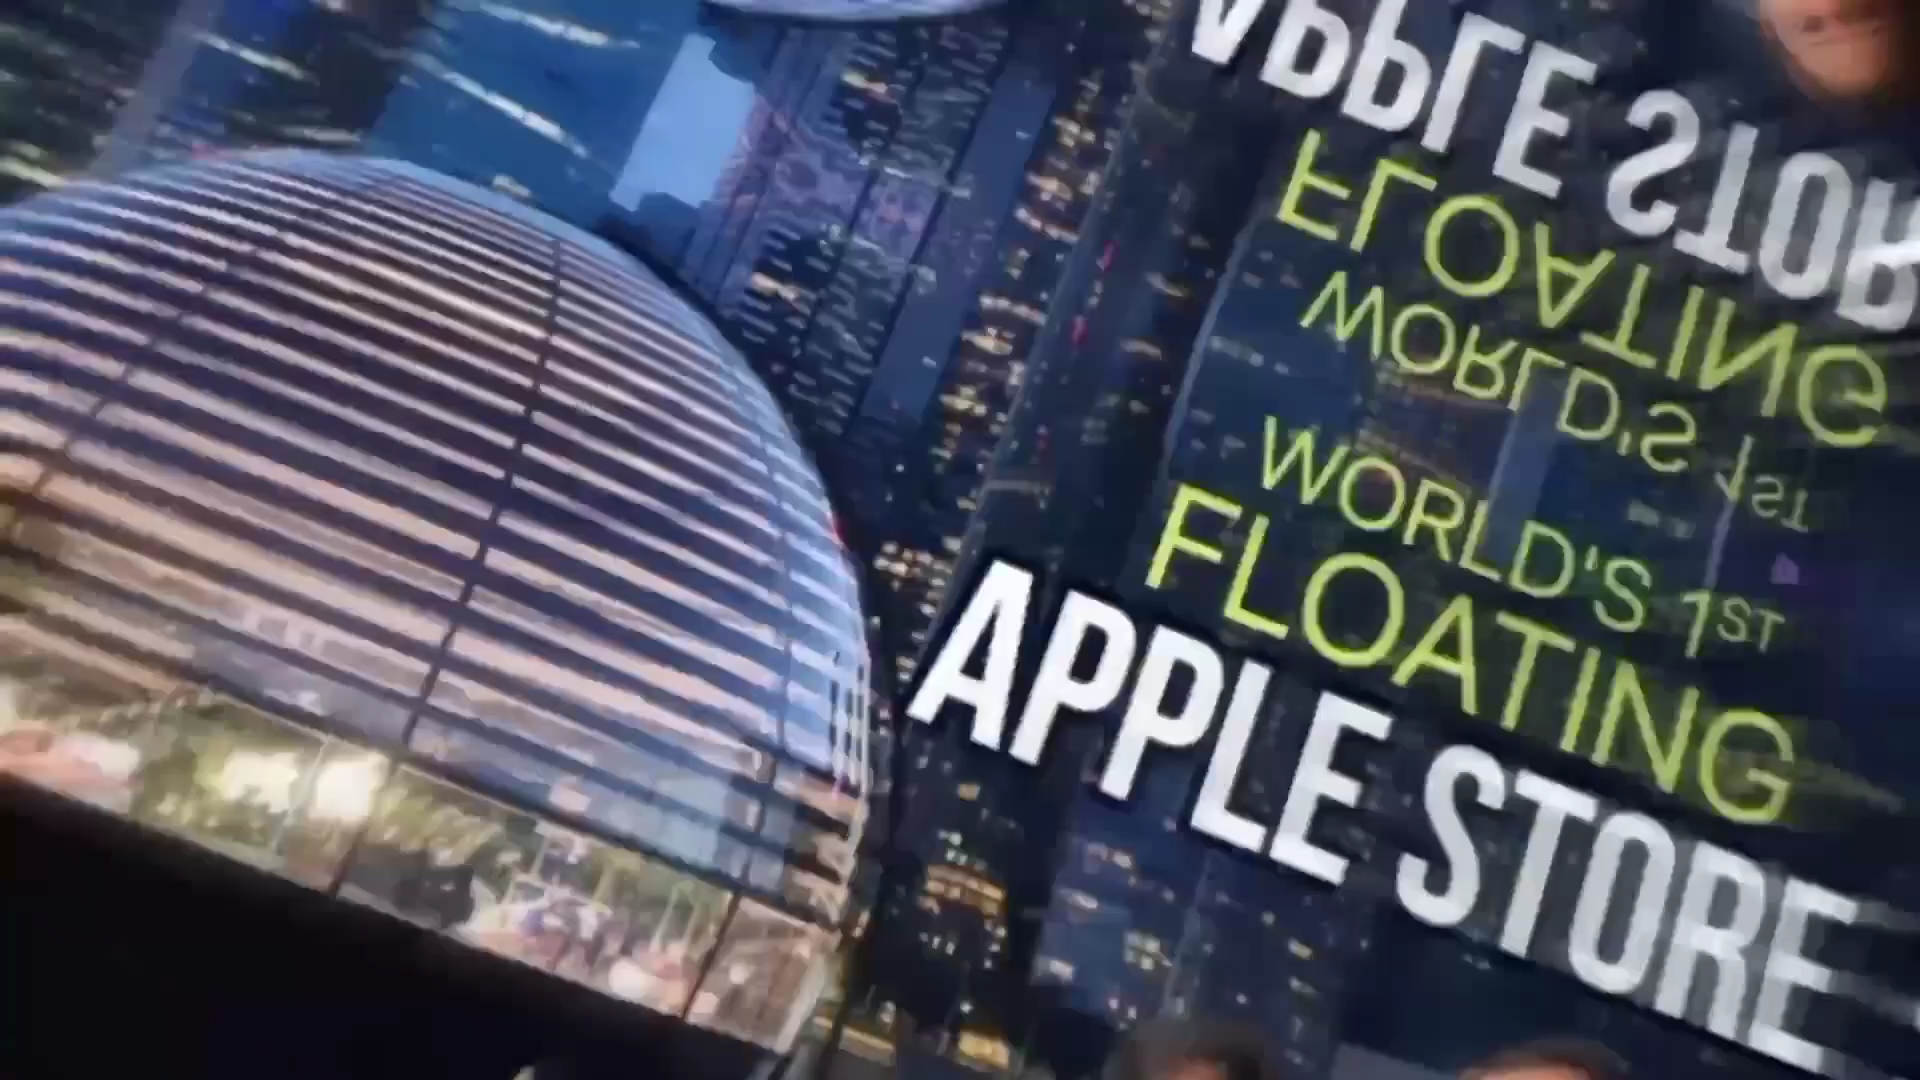 APPLE STOR
FLOATING
WORLD'S 1ST
WORLD'S 1ST
FLOATING
APPLE STORE